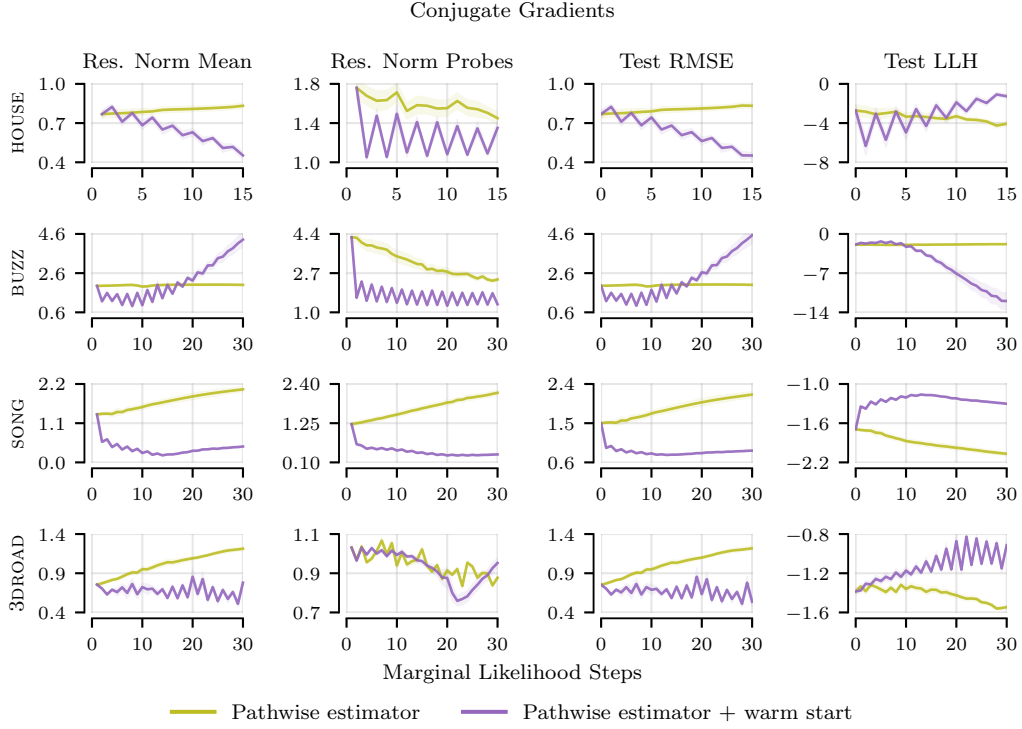 Conjugate Gradients
Res. Norm Mean Res. Norm Probes Test RMSE Test LLH
HOUSE
1.0 0.7 0.4
0 5 10 15
1.8 1.4 1.0
0 5 10 15
1.0 0.7 0.4
0 5 10 15
0 −4 −8
0 5 10 15
BUZZ
4.6 2.6 0.6
0 10 20 30
4.4 2.7 1.0
0 10 20 30
4.6 2.6 0.6
0 10 20 30
0 −7 −14
0 10 20 30
SONG
2.2 1.1 0.0
0 10 20 30
2.40 1.25 0.10
0 10 20 30
2.4 1.5 0.6
0 10 20 30
−1.0 −1.6 −2.2
0 10 20 30
3DROAD
1.4 0.9 0.4
0 10 20 30
1.1 0.9 0.7
0 10 20 30
1.4 0.9 0.4
0 10 20 30
−0.8 −1.2 −1.6
0 10 20 30
Marginal Likelihood Steps
Pathwise estimator Pathwise estimator + warm start